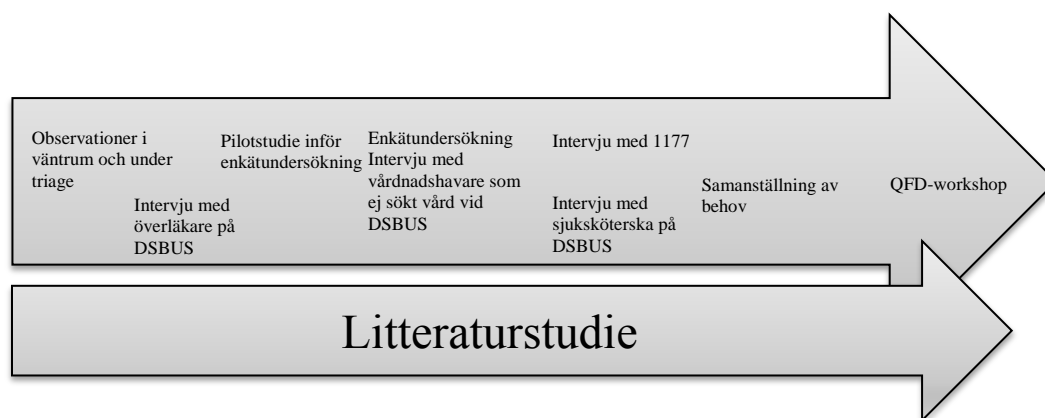 Observationer i
väntrum och under
triage
Intervju med
överläkare på
DSBUS
Pilotstudie inför
enkätundersökning
Enkätundersökning
Intervju med
vårdnadshavare som
ej sökt vård vid
DSBUS
Intervju med 1177
Intervju med
sjuksköterska på
DSBUS
Samanställning av
behov
QFD-workshop
Litteraturstudie